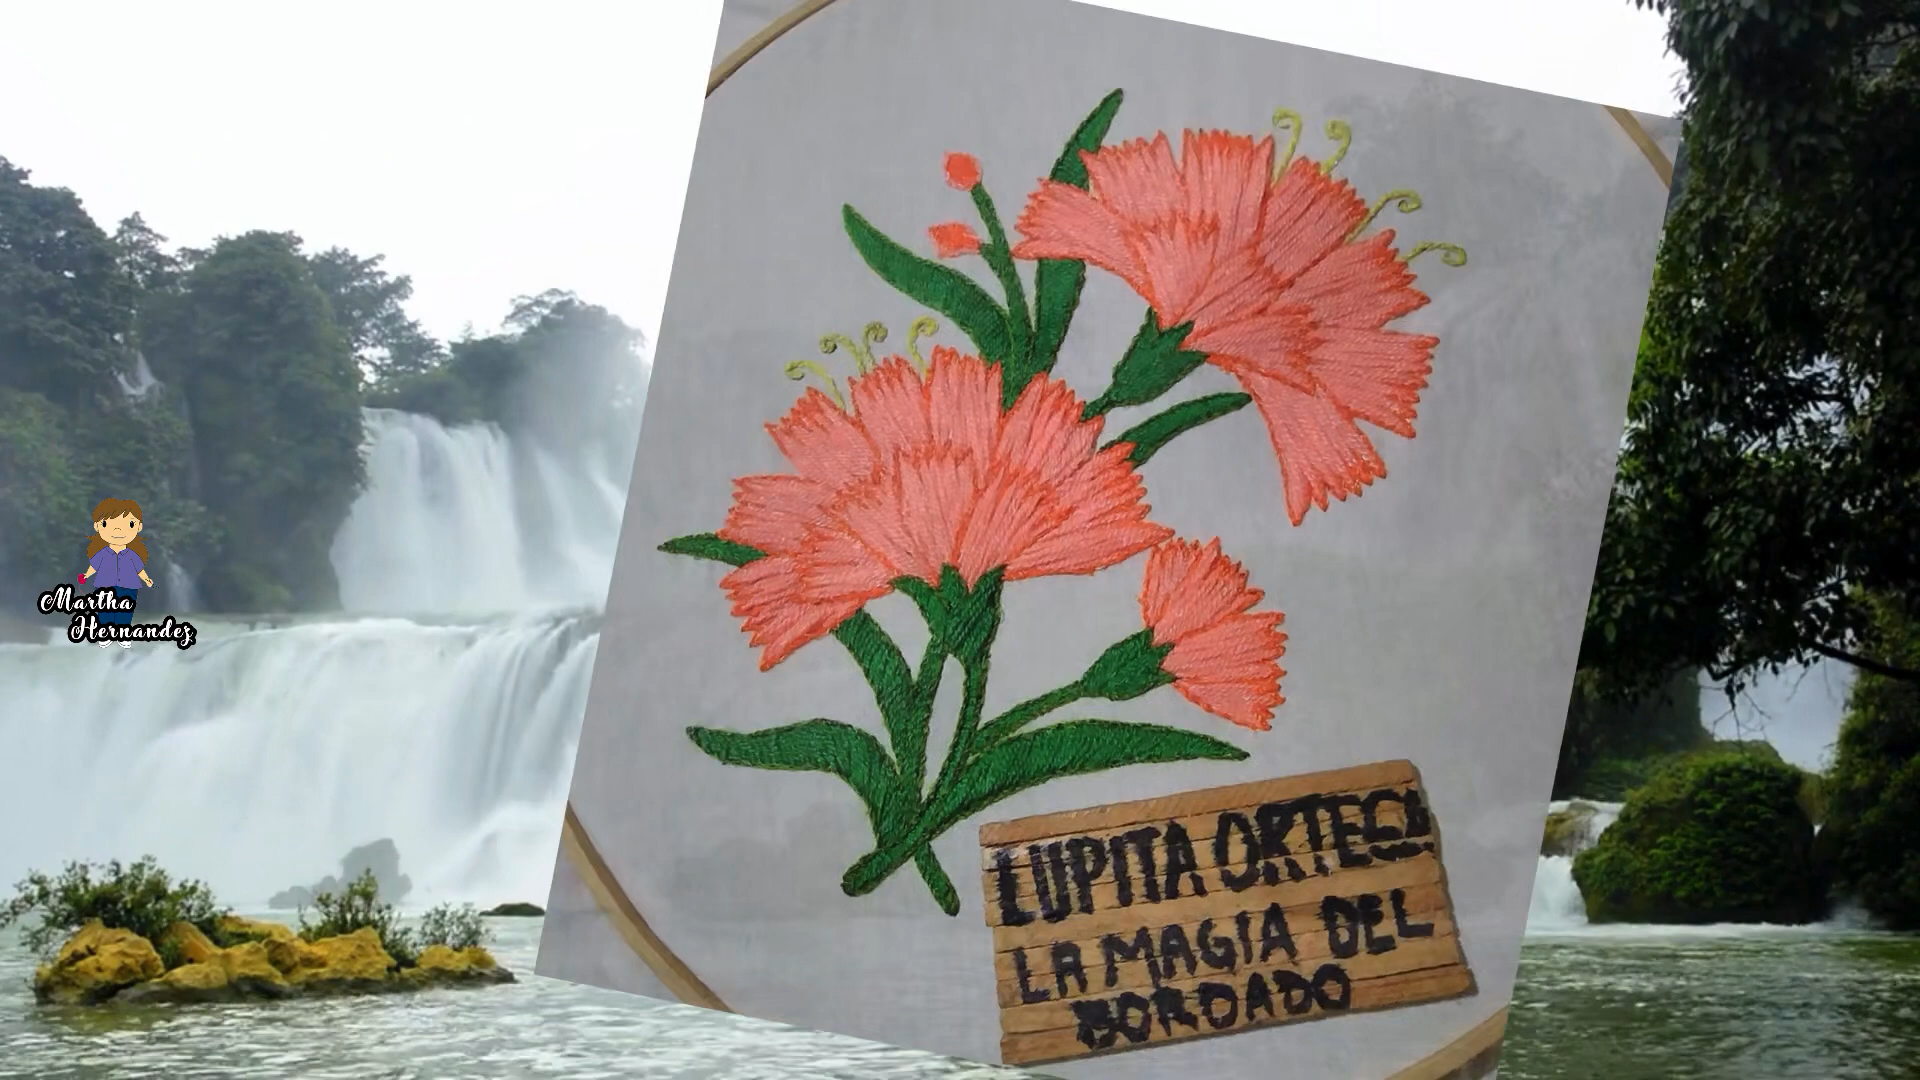 Martha
Hernandez
LUPITA ORTEGA
LA MAGIA DEL
BORDADO